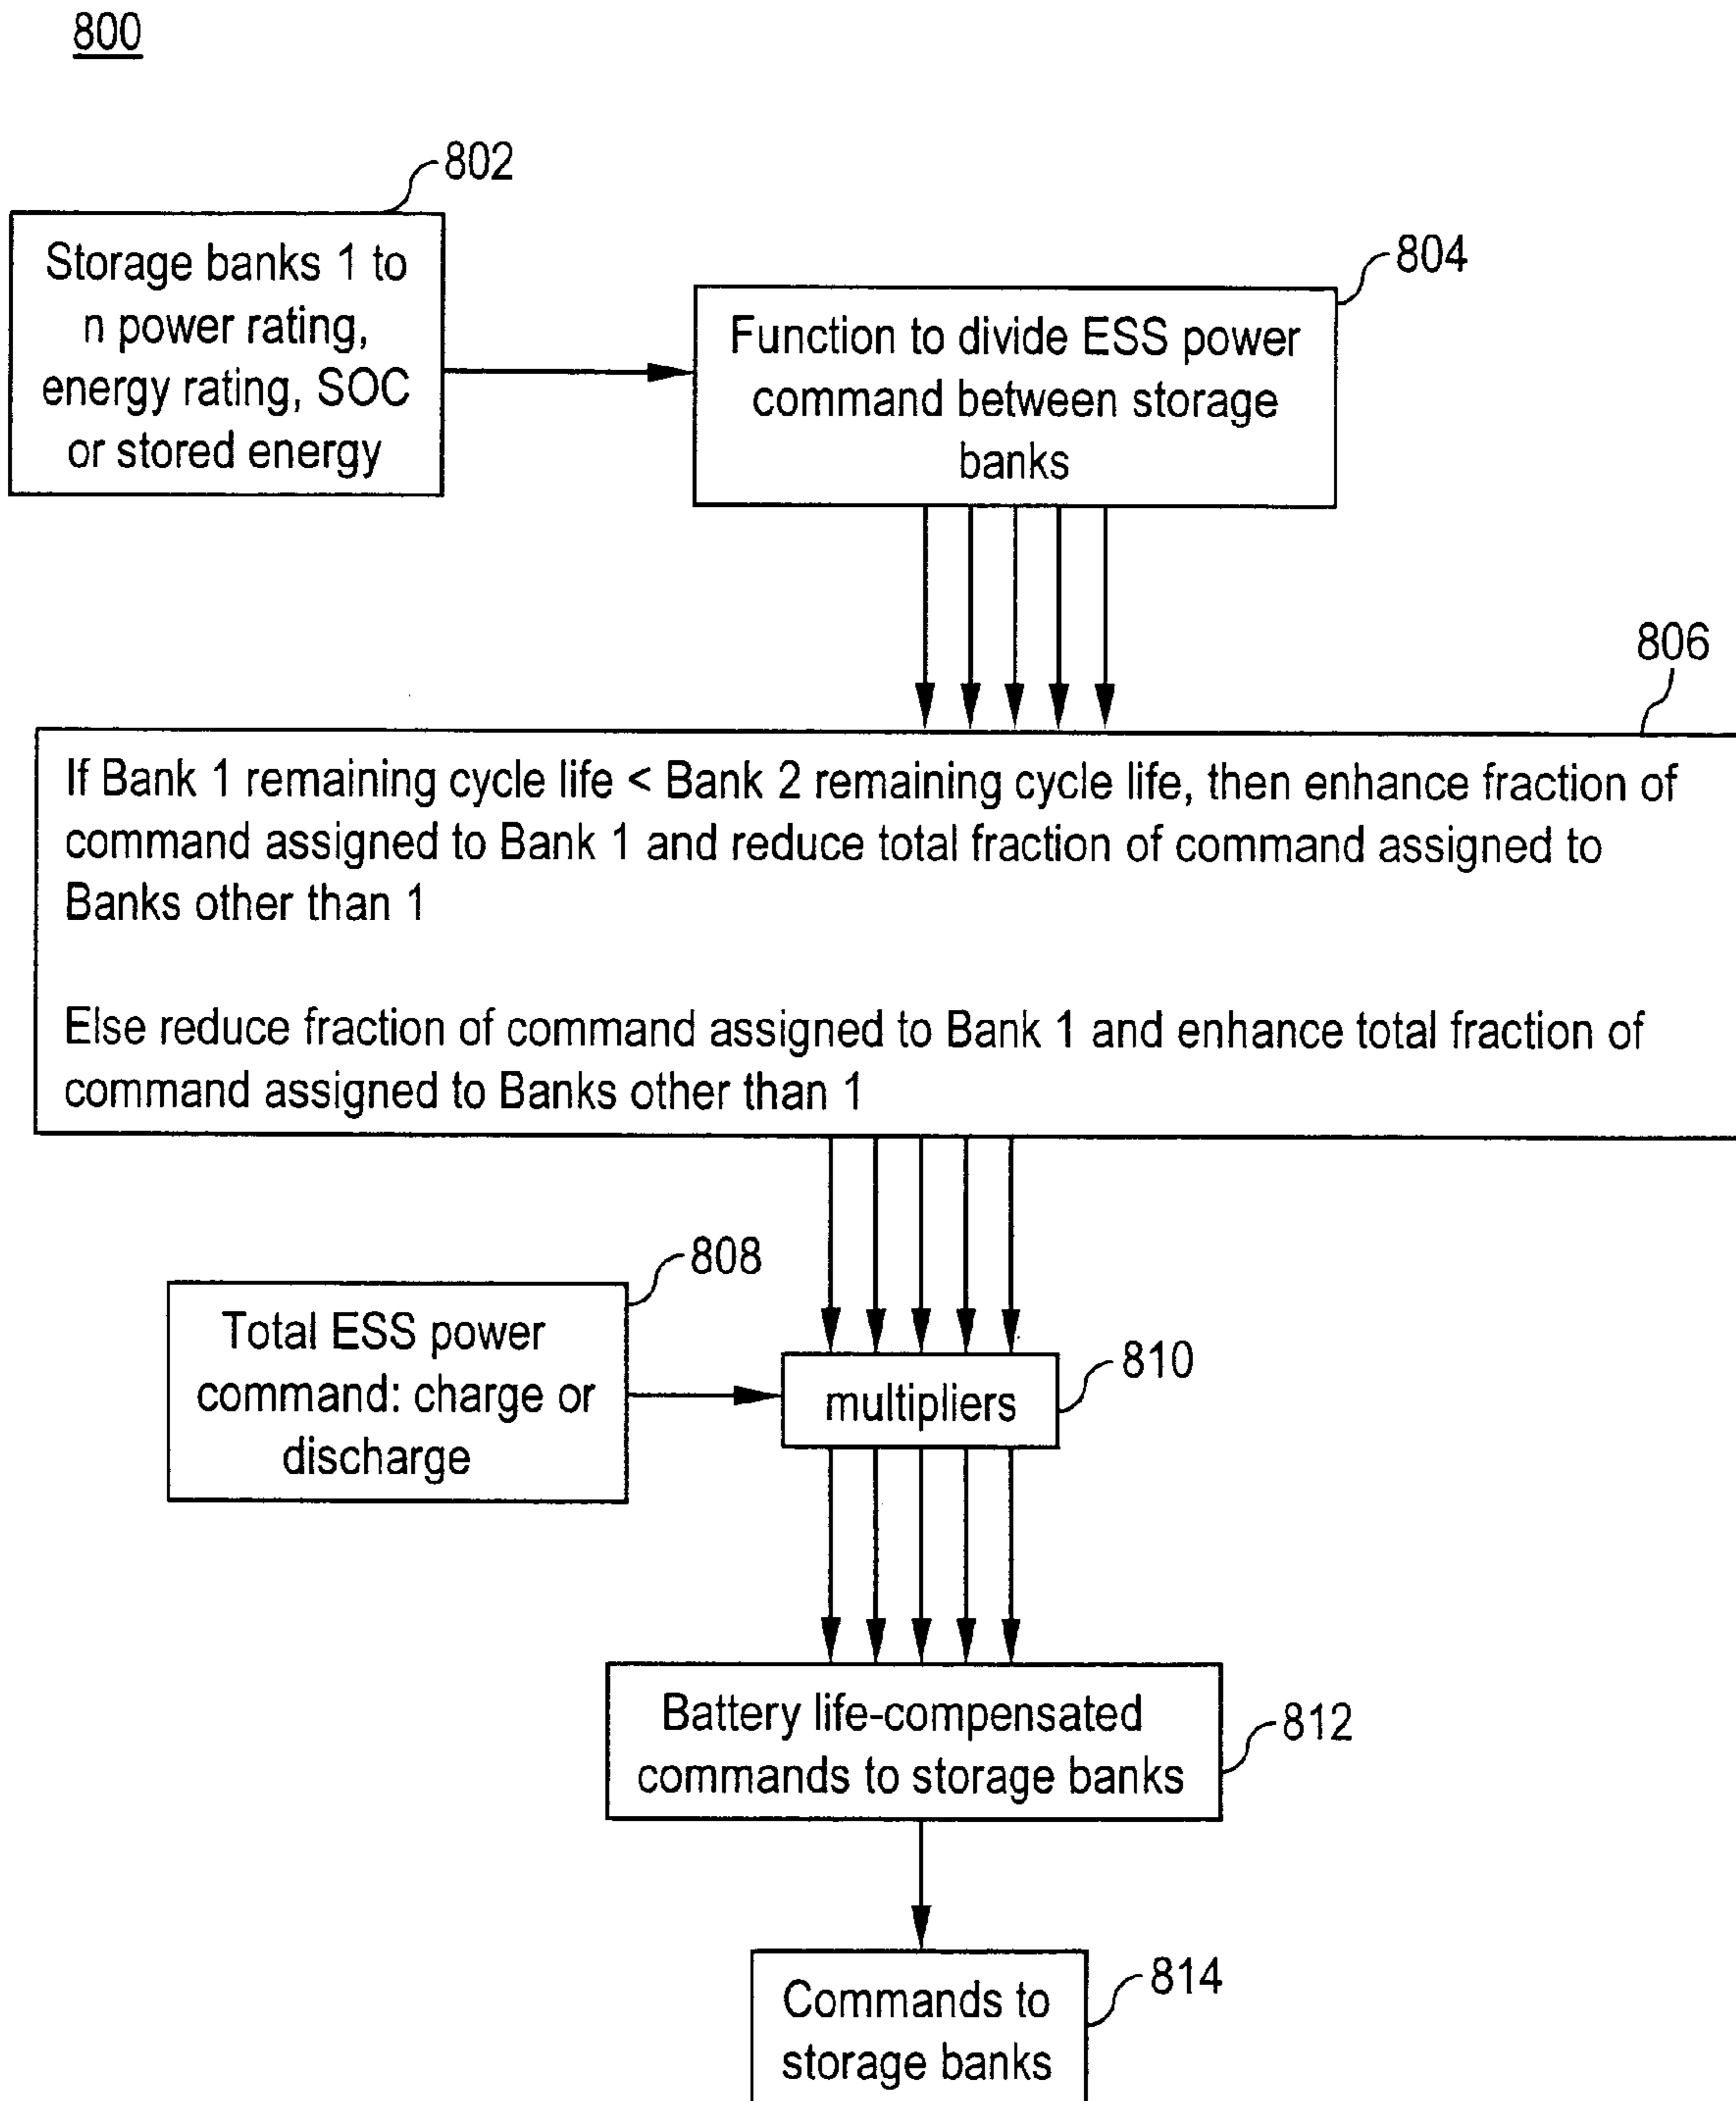 800
802
Storage banks 1 to
n power rating,
energy rating, SOC
or stored energy
804
Function to divide ESS power
command between storage
banks
806
If Bank 1 remaining cycle life < Bank 2 remaining cycle life, then enhance fraction of
command assigned to Bank 1 and reduce total fraction of command assigned to
Banks other than 1
Else reduce fraction of command assigned to Bank 1 and enhance total fraction of
command assigned to Banks other than 1
808
Total ESS power
command: charge or
discharge
810
multipliers
812
Battery life-compensated
commands to storage banks
814
Commands to
storage banks